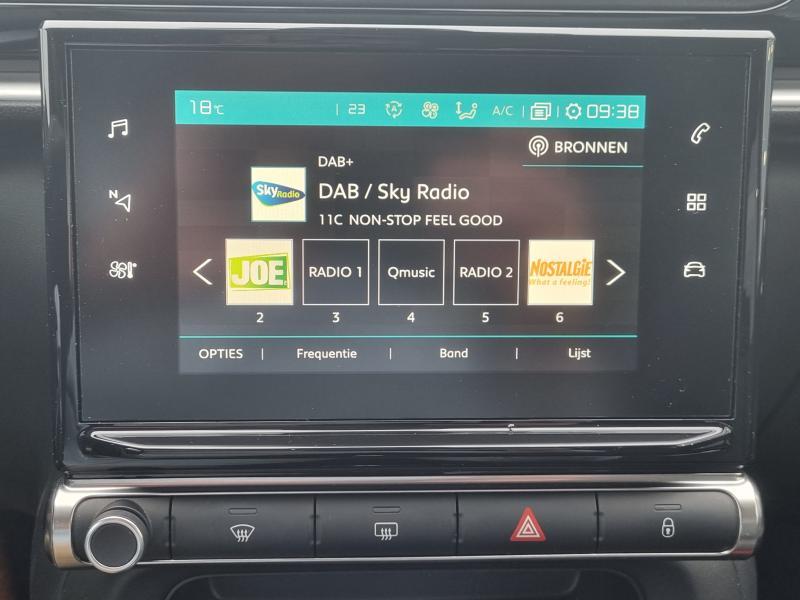 18°C | 23 A/C | | 09:38
BRONNEN
DAB+
Sky Radio
DAB / Sky Radio
11C NON-STOP FEEL GOOD
JOE RADIO 1 Qmusic RADIO 2 NOSTALGIE
What a feeling!
2 3 4 5 6
OPTIES | Frequentie | Band | Lijst
N